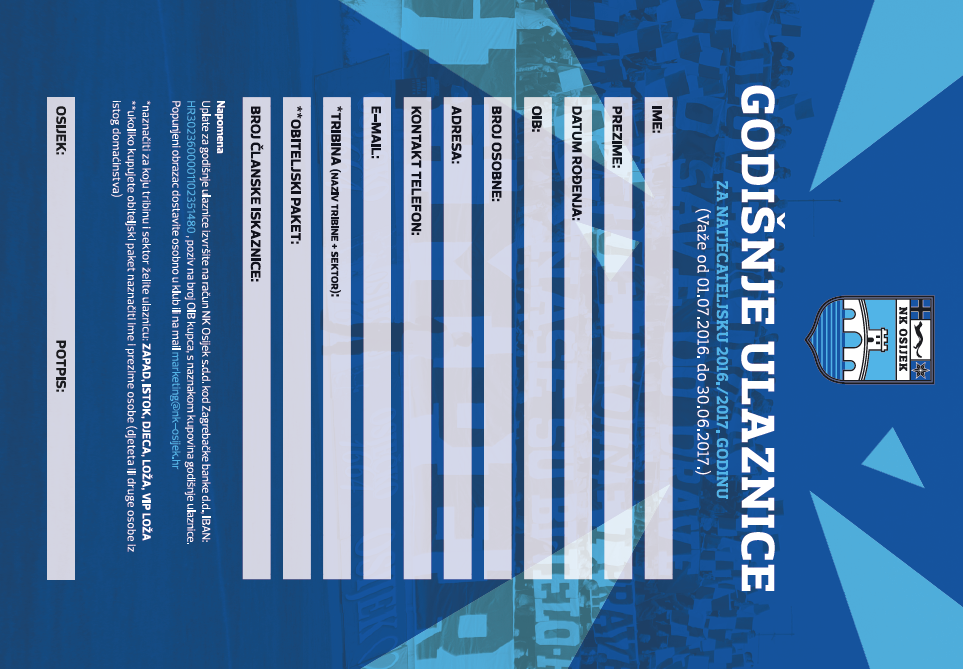 NK OSIJEK
GODIŠNJE ULAZNICE
ZA NATJECATELJSKU 2016./2017. GODINU
(Važe od 01.07.2016. do 30.06.2017.)
IME:
PREZIME:
DATUM ROĐENJA:
OIB:
BROJ OSOBNE:
ADRESA:
KONTAKT TELEFON:
E-MAIL:
*TRIBINA (NAZIV TRIBINE + SEKTOR):
**OBITELJSKI PAKET:
BROJ ČLANSKE ISKAZNICE:
Napomena
Uplate za godišnje ulaznice izvršite na račun NK Osijek s.d.d. kod Zagrebačke banke d.d., IBAN:
HR3023600001102351480 , poziv na broj OIB kupca, s naznakom kupovina godišnje ulaznice.
Popunjeni obrazac dostavite osobno u klub ili na mail marketing@nk-osijek.hr
*naznačiti za koju tribinu i sektor želite ulaznicu: ZAPAD, ISTOK, DJECA, LOŽA, VIP LOŽA
**ukoliko kupujete obiteljski paket naznačiti ime i prezime osobe (djeteta ili druge osobe iz
istog domaćinstva)
OSIJEK: POTPIS: